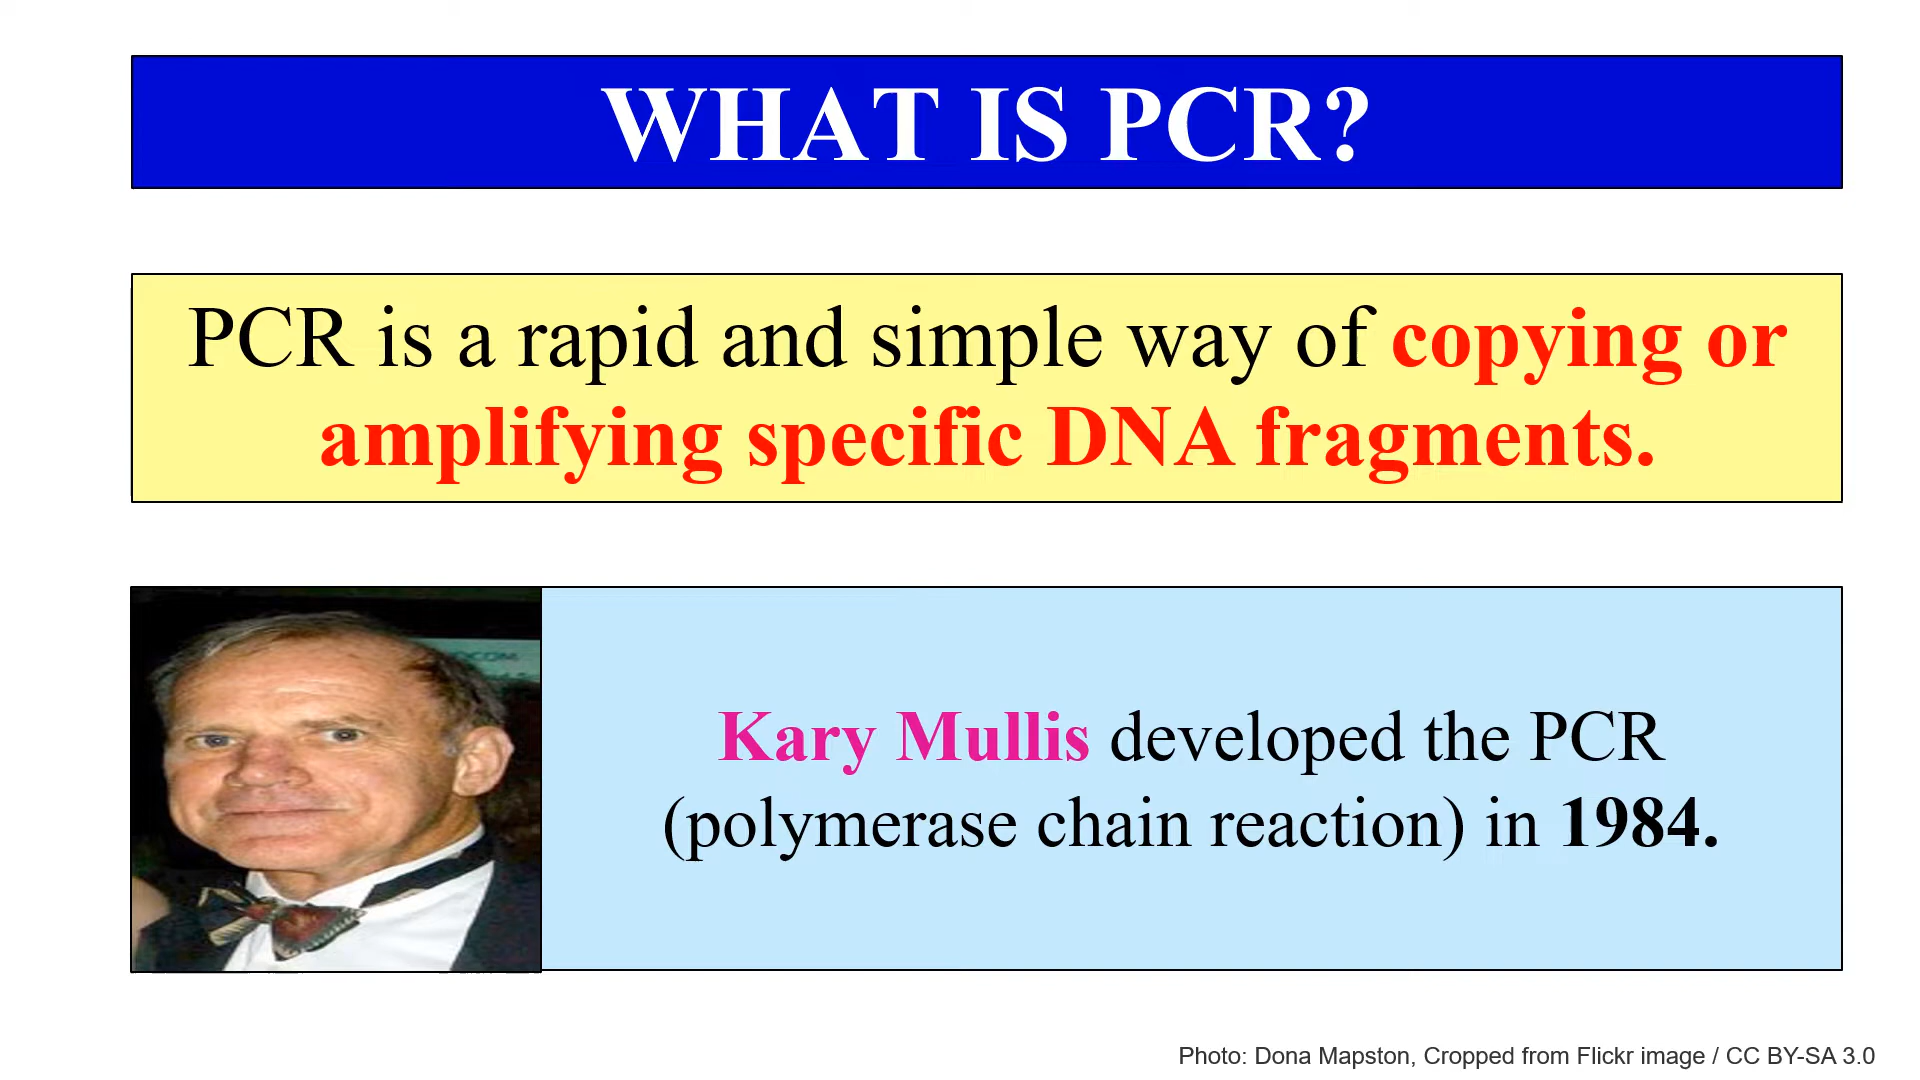 WHAT IS PCR?
PCR is a rapid and simple way of copying or
amplifying specific DNA fragments.
Kary Mullis developed the PCR
(polymerase chain reaction) in 1984.
Photo: Dona Mapston, Cropped from Flickr image / CC BY-SA 3.0